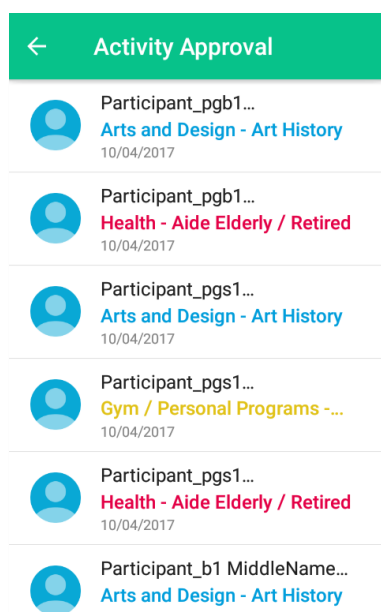 Activity Approval
Participant_pgb1...
Arts and Design - Art History
10/04/2017
Participant_pgb1...
Health - Aide Elderly / Retired
10/04/2017
Participant_pgs1...
Arts and Design - Art History
10/04/2017
Participant_pgs1...
Gym / Personal Programs -...
10/04/2017
Participant_pgs1...
Health - Aide Elderly / Retired
10/04/2017
Participant_b1 MiddleName...
Arts and Design - Art History